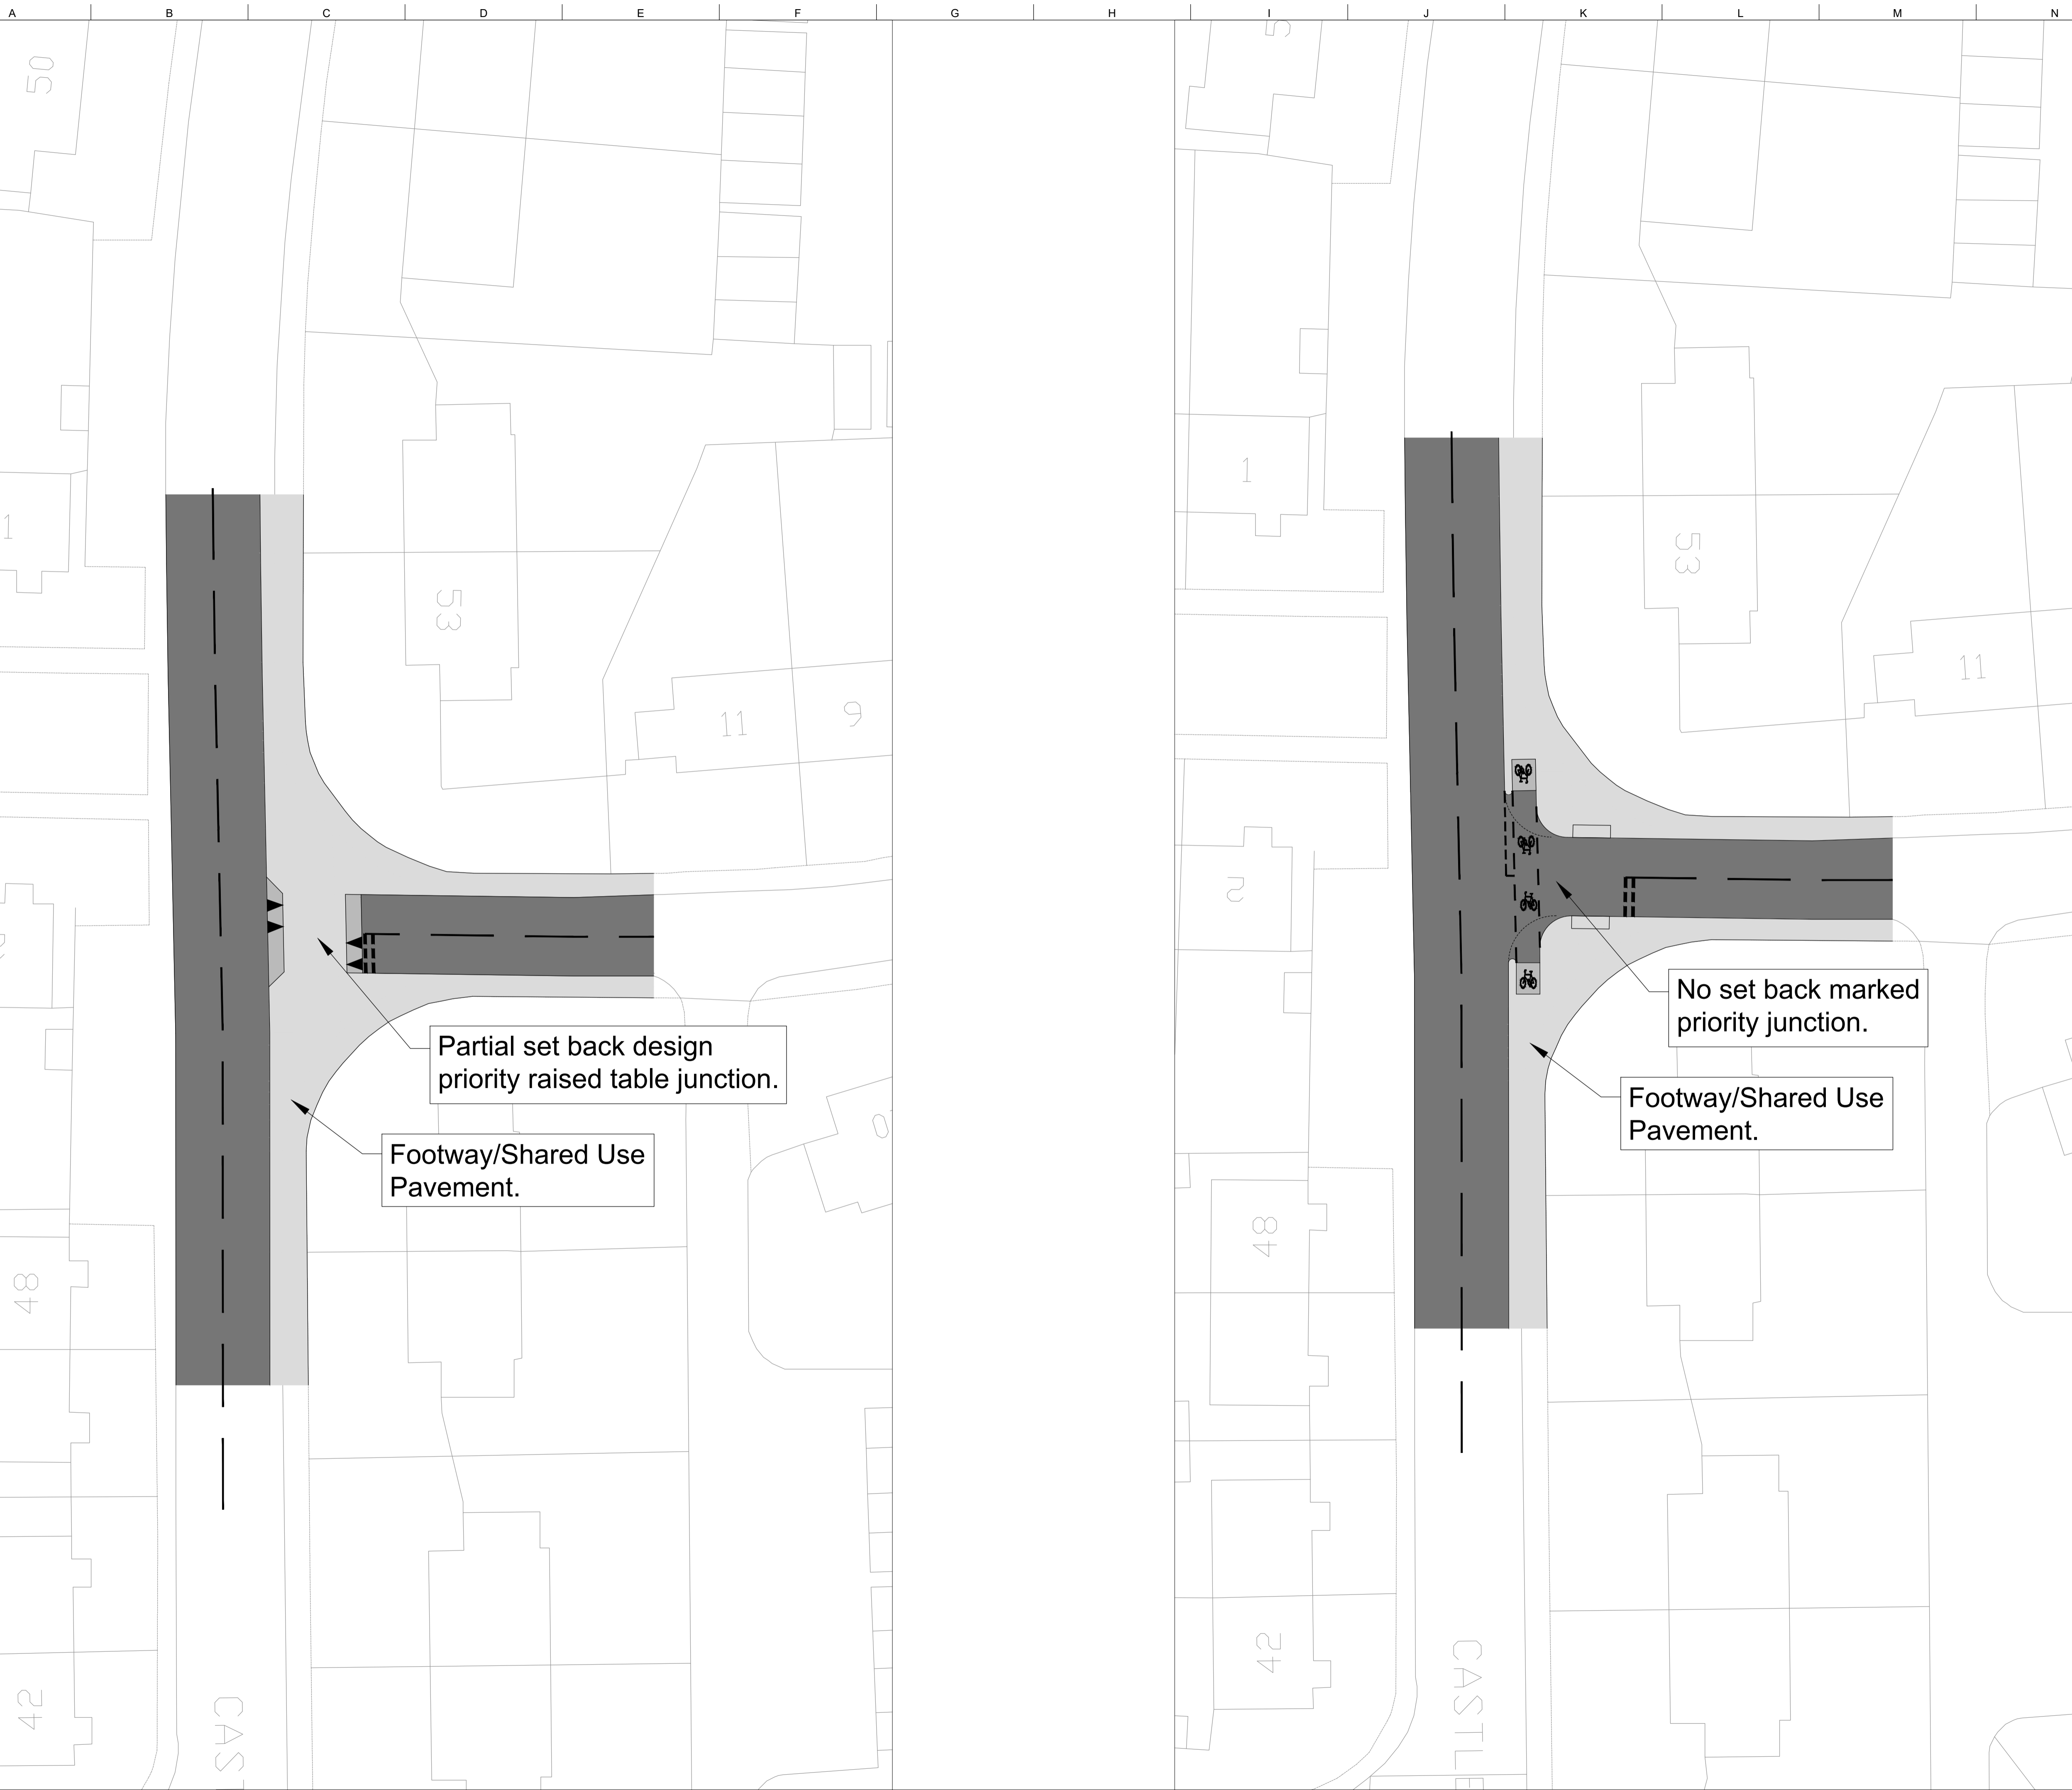 A B C D E F G H I J K L M N
50
1
53
11
9
Partial set back design
priority raised table junction.
Footway/Shared Use
Pavement.
48
42
1
53
11
No set back marked
priority junction.
Footway/Shared Use
Pavement.
48
42